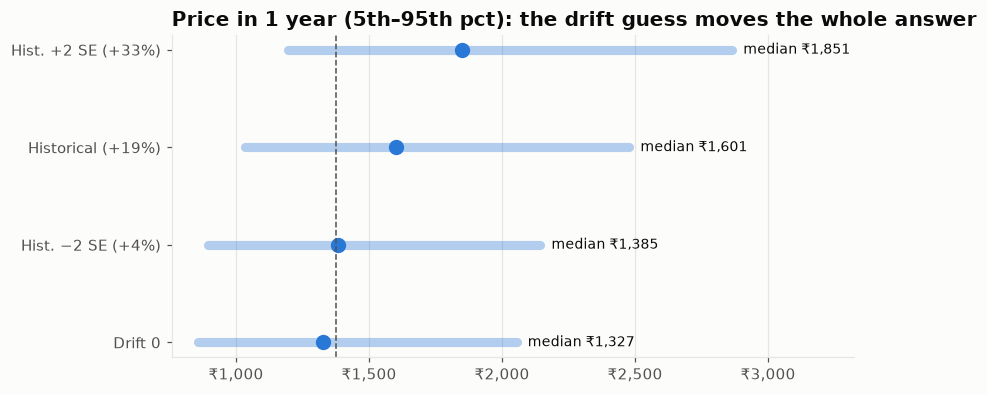 Price in 1 year (5th–95th pct): the drift guess moves the whole answer
Hist. +2 SE (+33%)
median ₹1,851
Historical (+19%)
median ₹1,601
Hist. −2 SE (+4%)
median ₹1,385
Drift 0
median ₹1,327
₹1,000
₹1,500
₹2,000
₹2,500
₹3,000